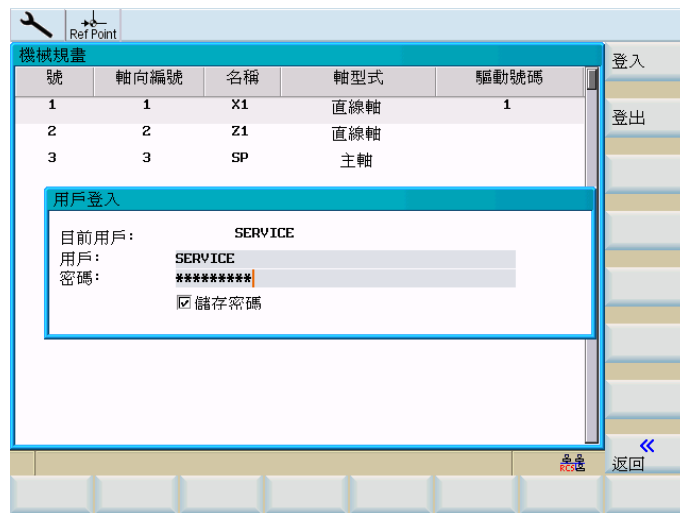 Ref Point
機械規畫
號 軸向編號 名稱 軸型式 驅動號碼
1 1 X1 直線軸 1
2 2 Z1 直線軸
3 3 SP 主軸
用戶登入
目前用戶: SERVICE
用戶: SERVICE
密碼: *********
儲存密碼
登入
登出
返回
RCS